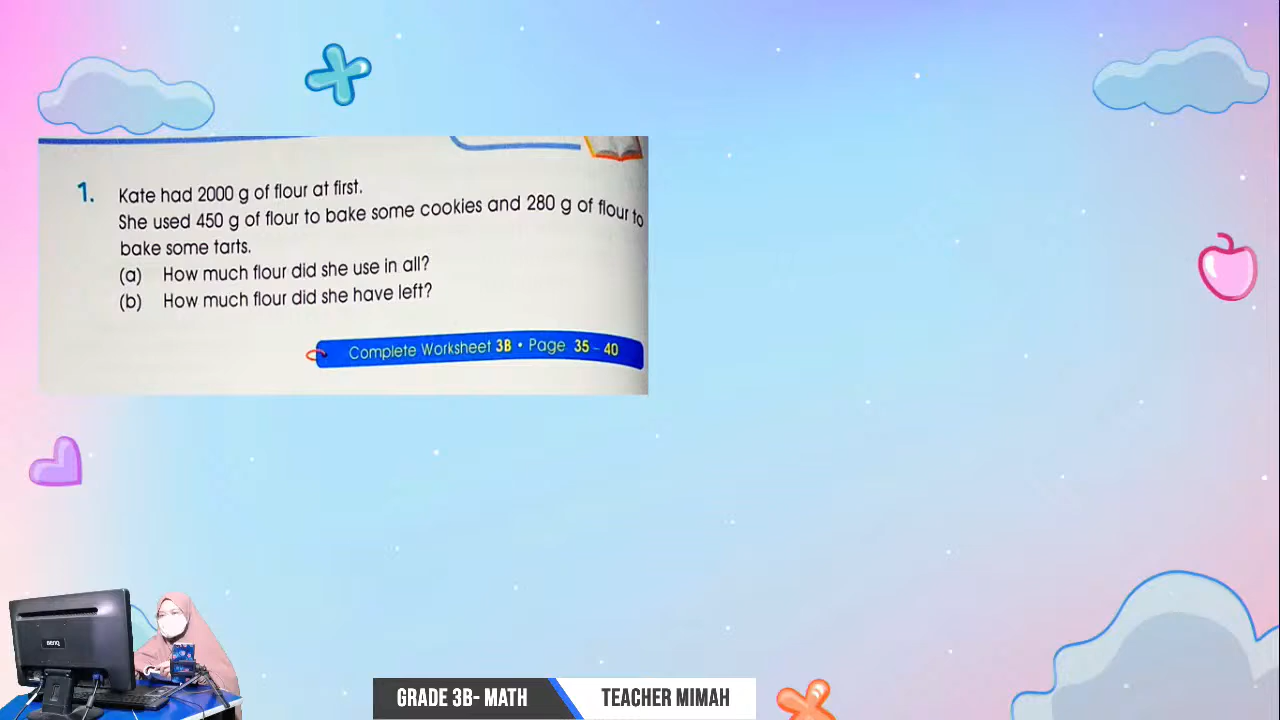 1. Kate had 2000 g of flour at first.
She used 450 g of flour to bake some cookies and 280 g of flour to
bake some tarts.
(a) How much flour did she use in all?
(b) How much flour did she have left?
Complete Worksheet 3B • Page 35 – 40
BENQ
GRADE 3B- MATH
TEACHER MIMAH